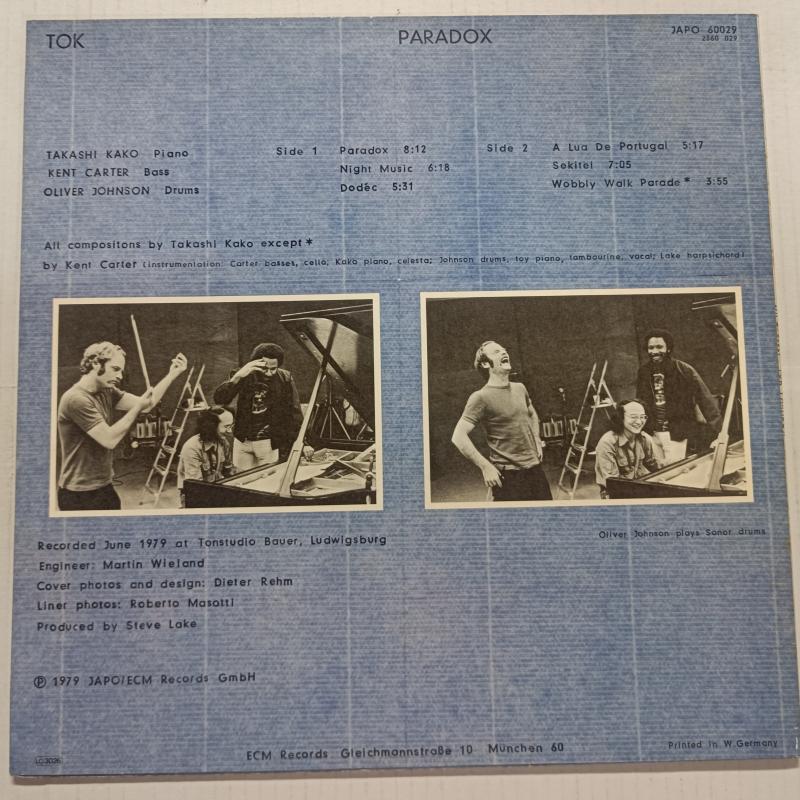 TOK
PARADOX
JAPO 60029
2360 029
TAKASHI KAKO Piano
KENT CARTER Bass
OLIVER JOHNSON Drums
Side 1 Paradox 8:12
Night Music 6:18
Dodéc 5:31
Side 2 A Lua De Portugal 5:17
Sekitei 7:05
Wobbly Walk Parade* 3:55
All compositons by Takashi Kako except*
by Kent Carter (instrumentation: Carter basses, cello; Kako piano, celesta; Johnson drums, toy piano, tambourine, vocal; Lake harpsichord)
Oliver Johnson plays Sonor drums
Recorded June 1979 at Tonstudio Bauer, Ludwigsburg
Engineer: Martin Wieland
Cover photos and design: Dieter Rehm
Liner photos: Roberto Masotti
Produced by Steve Lake
℗ 1979 JAPO/ECM Records GmbH
ECM Records Gleichmannstraße 10 München 60
Printed in W.Germany
LC 3026